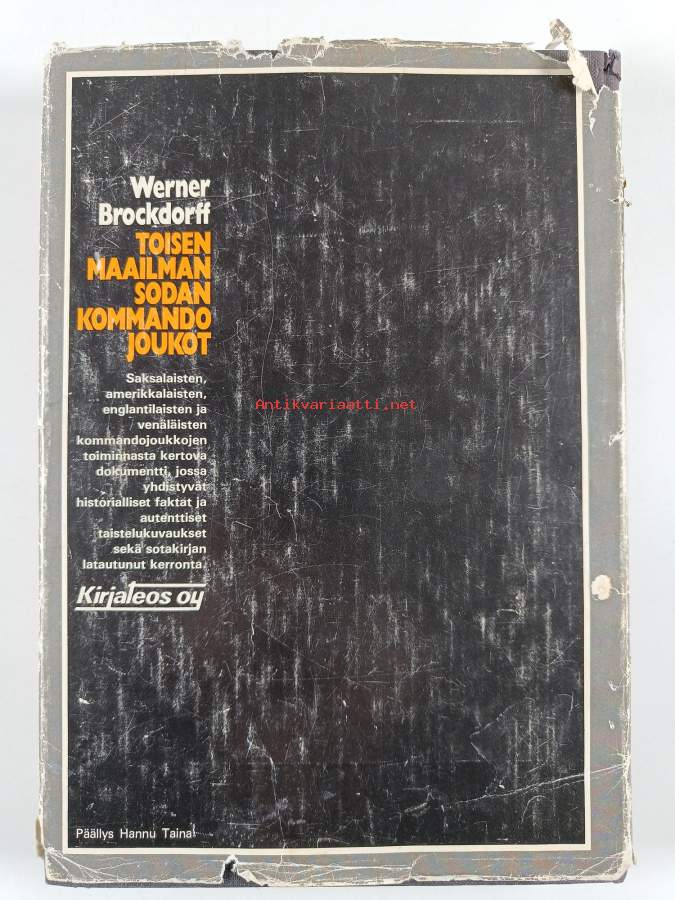 Werner
Brockdorff
TOISEN
MAAILMAN
SODAN
KOMMANDO
JOUKOT
Saksalaisten,
amerikkalaisten,
englantilaisten ja
venäläisten
kommandojoukkojen
toiminnasta kertova
dokumentti, jossa
yhdistyvät
historialliset faktat ja
autenttiset
taistelukuvaukset
sekä sotakirjan
latautunut kerronta.
Kirjateos oy
Antikvariaatti.net
Päällys Hannu Taina